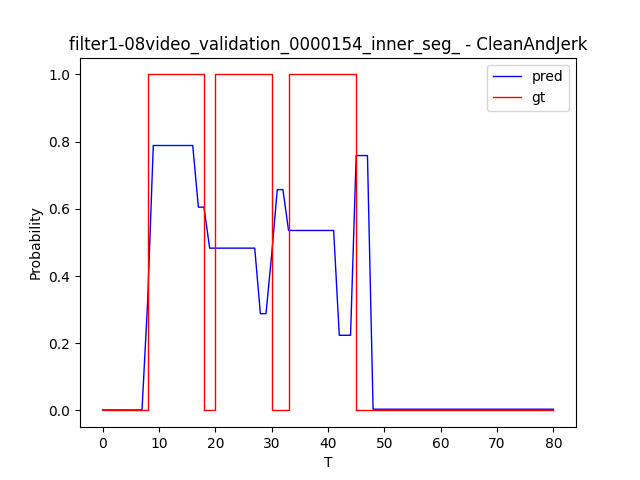 filter1-08video_validation_0000154_inner_seg_ - CleanAndJerk
pred
gt
1.0
0.8
0.6
0.4
0.2
0.0
Probability
0 10 20 30 40 50 60 70 80
T